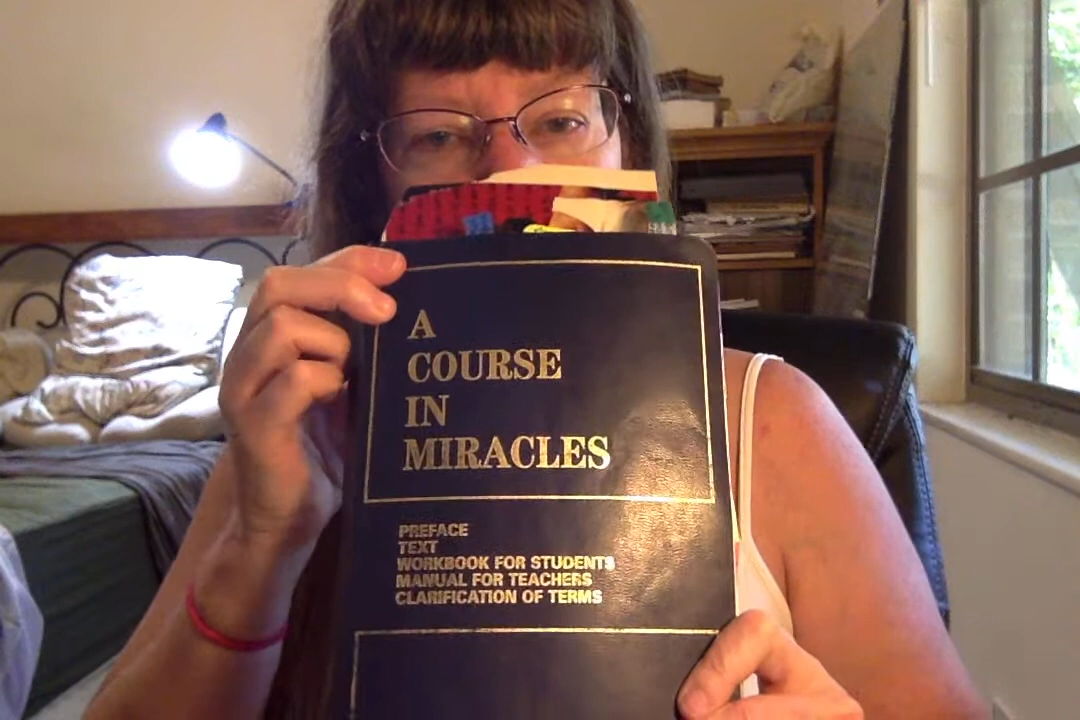 A
COURSE
IN
MIRACLES
PREFACE
TEXT
WORKBOOK FOR STUDENTS
MANUAL FOR TEACHERS
CLARIFICATION OF TERMS